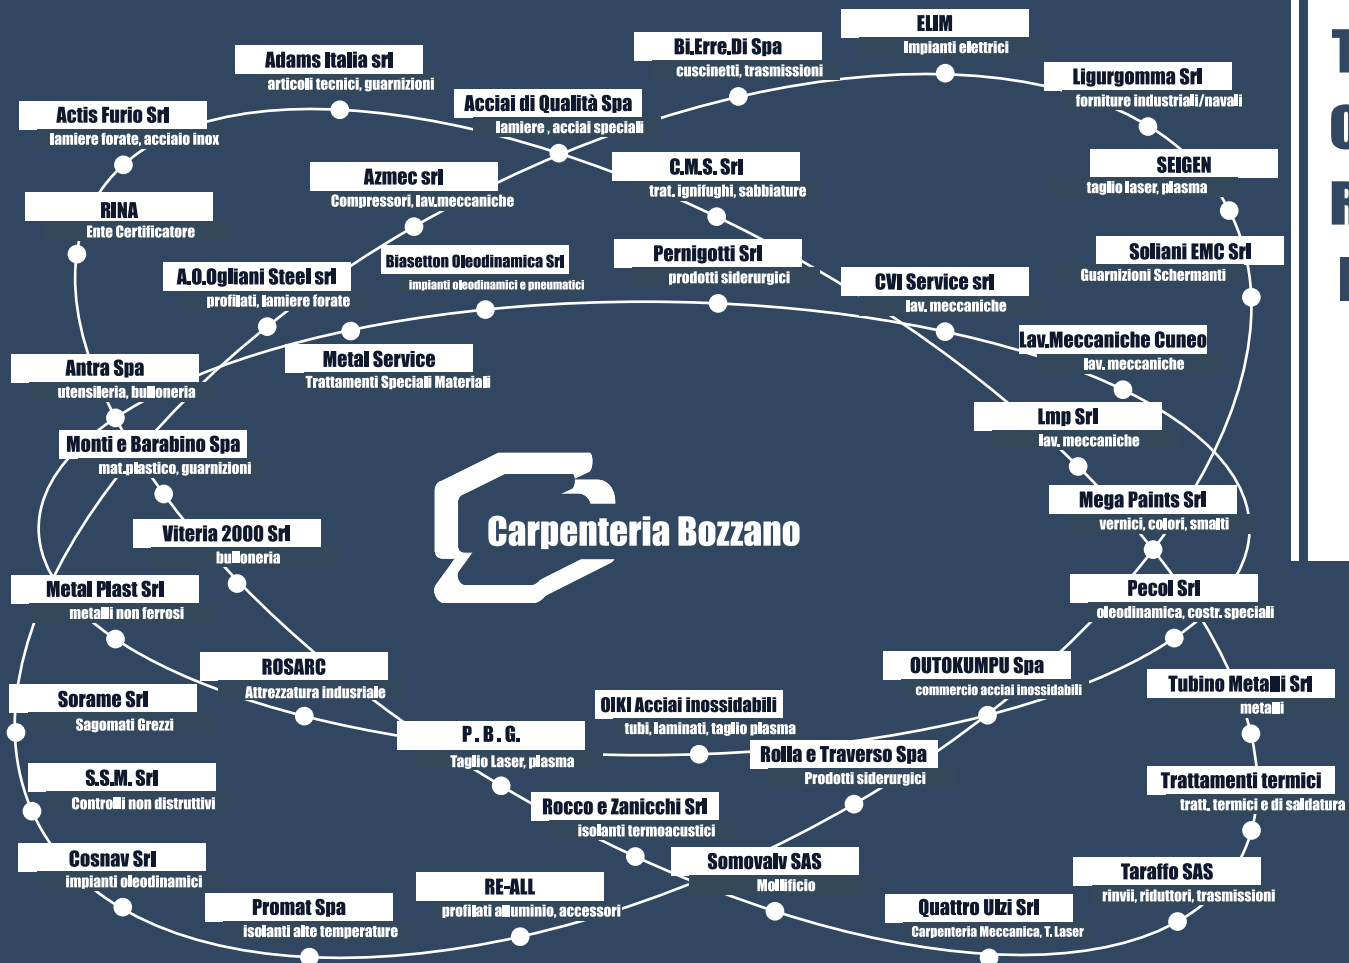 ELIM
Impianti elettrici
Bi.Erre.Di Spa
cuscinetti, trasmissioni
Adams Italia srl
articoli tecnici, guarnizioni
Ligurgomma Srl
forniture industriali/navali
Acciai di Qualità Spa
lamiere , acciai speciali
Actis Furio Srl
lamiere forate, acciaio inox
C.M.S. Srl
trat. ignifughi, sabbiature
SEIGEN
taglio laser, plasma
Azmec srl
Compressori, lav.meccaniche
RINA
Ente Certificatore
Pernigotti Srl
prodotti siderurgici
Soliani EMC Srl
Guarnizioni Schermanti
Biasetton Oleodinamica Srl
impianti oleodinamici e pneumatici
A.O.Ogliani Steel srl
profilati, lamiere forate
CVI Service srl
lav. meccaniche
Lav.Meccaniche Cuneo
lav. meccaniche
Metal Service
Trattamenti Speciali Materiali
Antra Spa
utensileria, bulloneria
Lmp Srl
lav. meccaniche
Monti e Barabino Spa
mat.plastico, guarnizioni
Mega Paints Srl
vernici, colori, smalti
Viteria 2000 Srl
bulloneria
Carpenteria Bozzano
Metal Plast Srl
metalli non ferrosi
Pecol Srl
oleodinamica, costr. speciali
ROSARC
Attrezzatura indusriale
OUTOKUMPU Spa
commercio acciai inossidabili
Tubino Metalli Srl
metalli
Sorame Srl
Sagomati Grezzi
OIKI Acciai inossidabili
tubi, laminati, taglio plasma
P . B . G.
Taglio Laser, plasma
Rolla e Traverso Spa
Prodotti siderurgici
S.S.M. Srl
Controlli non distruttivi
Trattamenti termici
tratt. termici e di saldatura
Rocco e Zanicchi Srl
isolanti termoacustici
Cosnav Srl
impianti oleodinamici
Somovalv SAS
Mollificio
Taraffo SAS
rinvii, riduttori, trasmissioni
RE-ALL
profilati alluminio, accessori
Promat Spa
isolanti alte temperature
Quattro Ulzi Srl
Carpenteria Meccanica, T. Laser